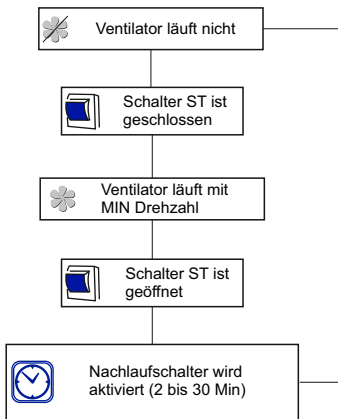 Ventilator läuft nicht
Schalter ST ist
geschlossen
Ventilator läuft mit
MIN Drehzahl
Schalter ST ist
geöffnet
Nachlaufschalter wird
aktiviert (2 bis 30 Min)